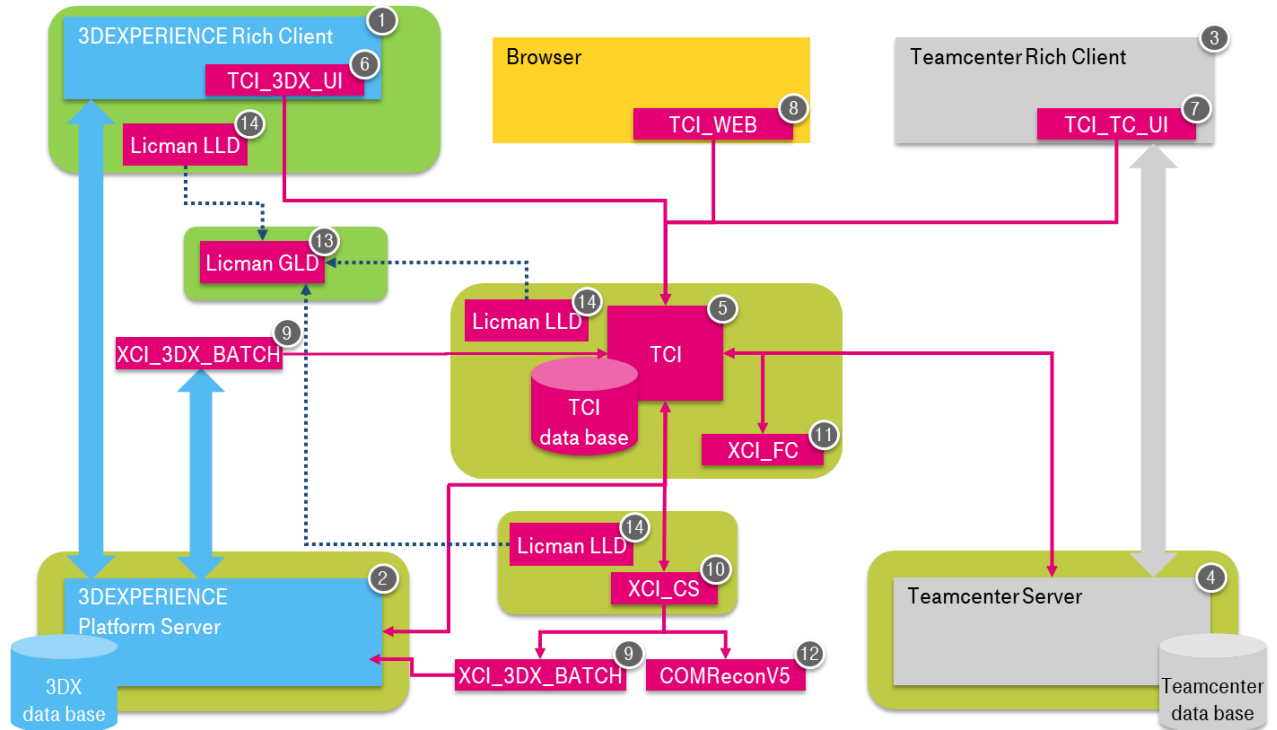 1
3DEXPERIENCE Rich Client
6
TCI_3DX_UI
14
Licman LLD
Browser
8
TCI_WEB
3
Teamcenter Rich Client
7
TCI_TC_UI
13
Licman GLD
14
Licman LLD
5
TCI
TCI
data base
11
XCI_FC
9
XCI_3DX_BATCH
14
Licman LLD
10
XCI_CS
2
3DEXPERIENCE
Platform Server
3DX
data base
9
XCI_3DX_BATCH
12
COMReconV5
4
Teamcenter Server
Teamcenter
data base